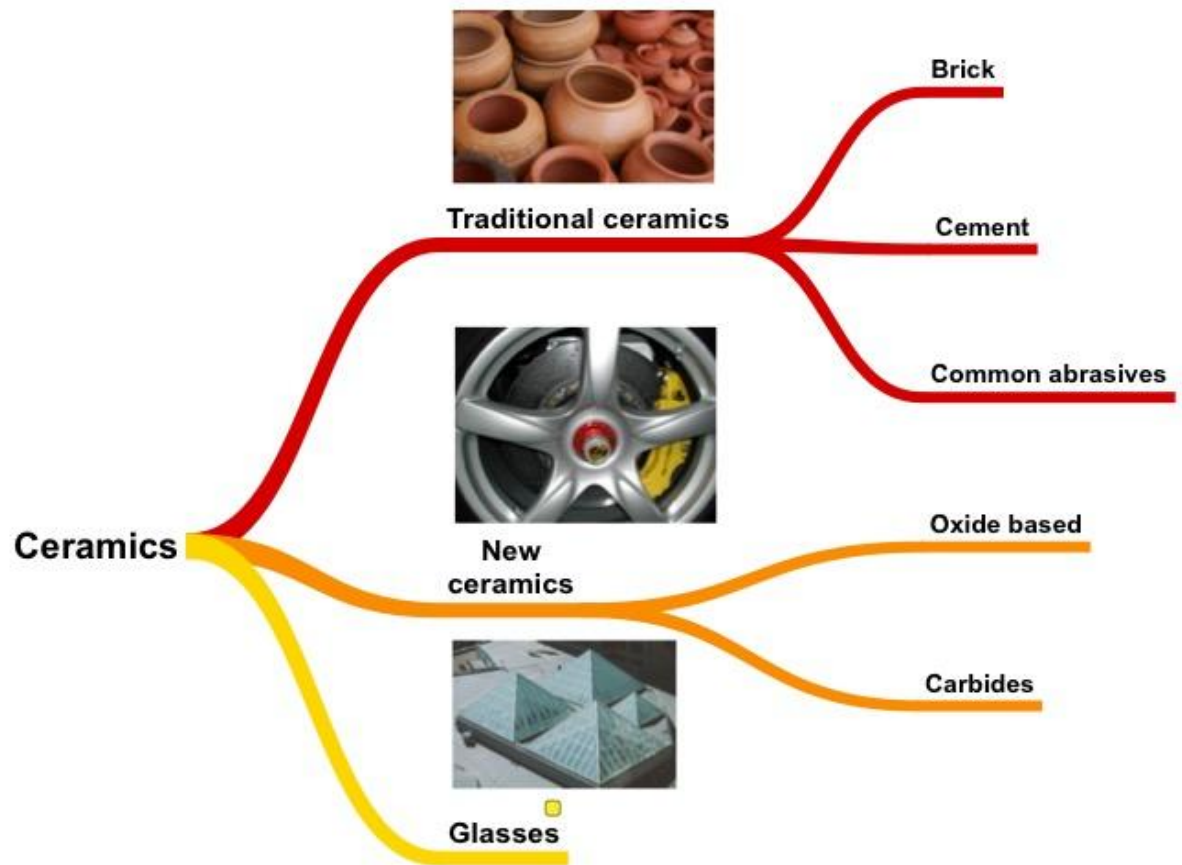 Ceramics
Traditional ceramics
Brick
Cement
Common abrasives
New
ceramics
Oxide based
Carbides
Glasses